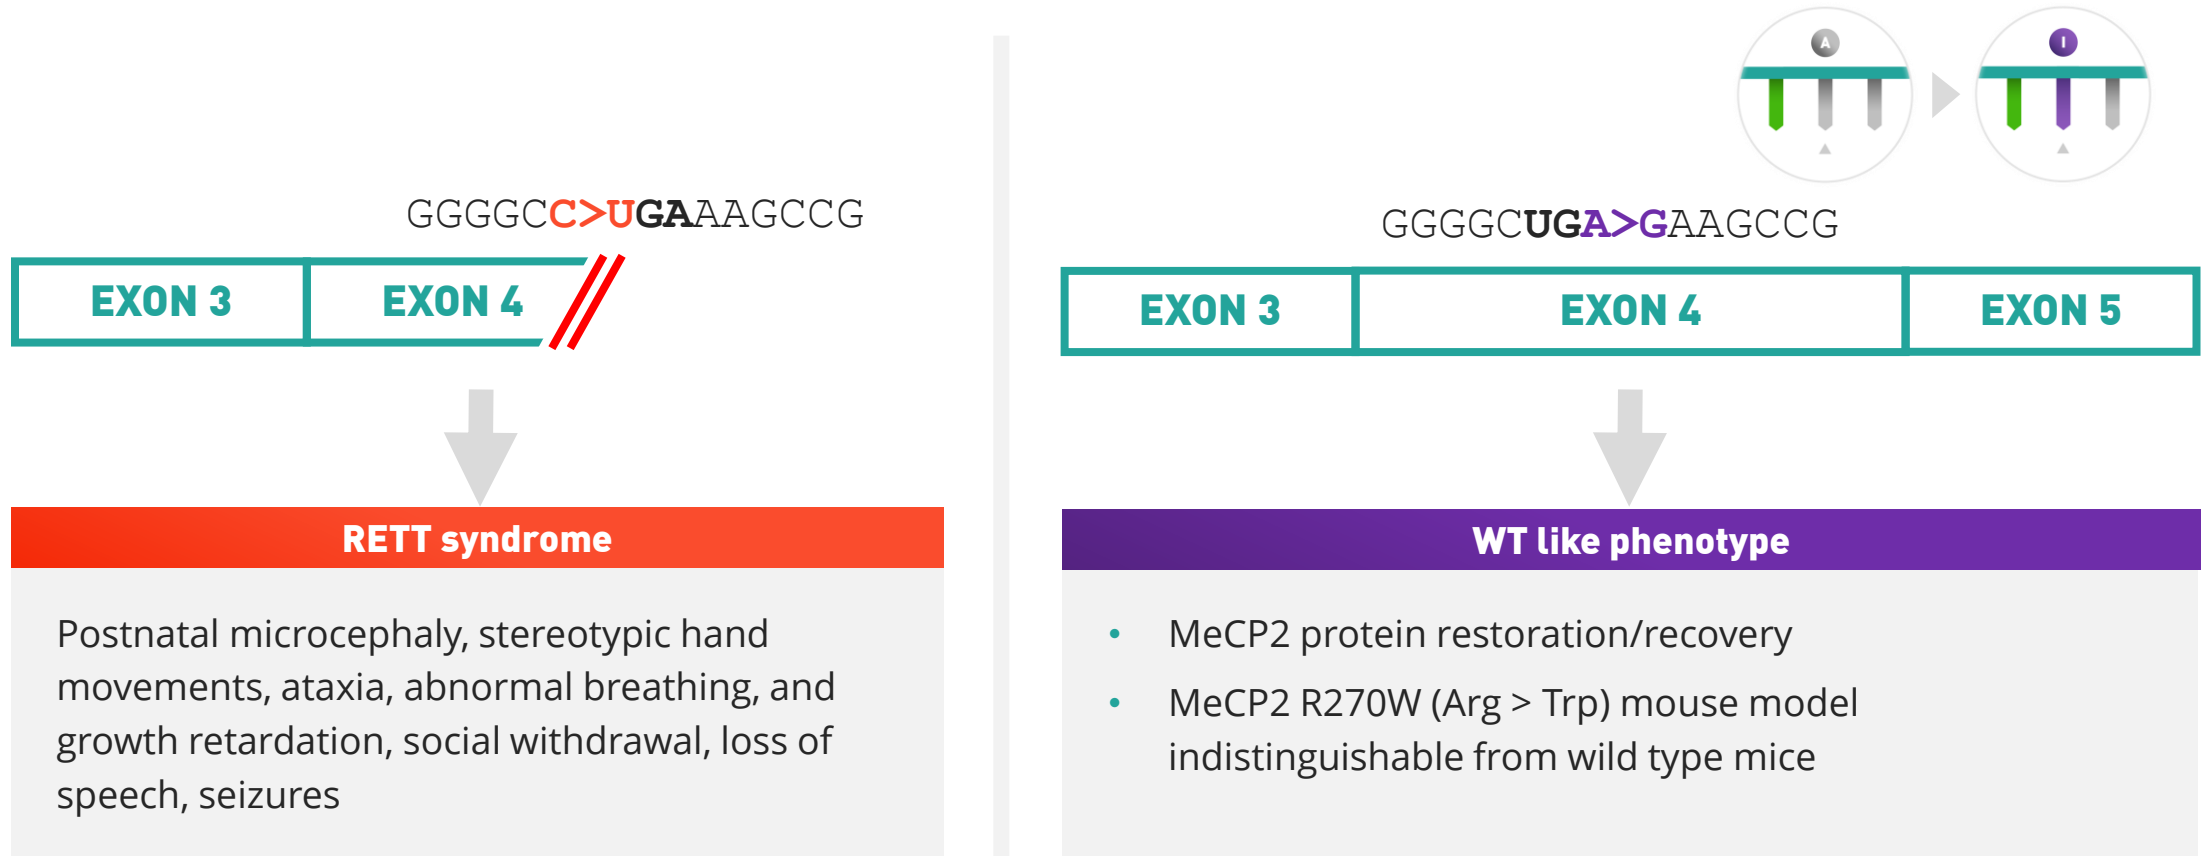 GGGGCC>UGAAAGCCG
EXON 3
EXON 4
RETT syndrome
Postnatal microcephaly, stereotypic hand
movements, ataxia, abnormal breathing, and
growth retardation, social withdrawal, loss of
speech, seizures
A
I
GGGGCUGA>GAAGCCG
EXON 3
EXON 4
EXON 5
WT like phenotype
• MeCP2 protein restoration/recovery
• MeCP2 R270W (Arg > Trp) mouse model
indistinguishable from wild type mice